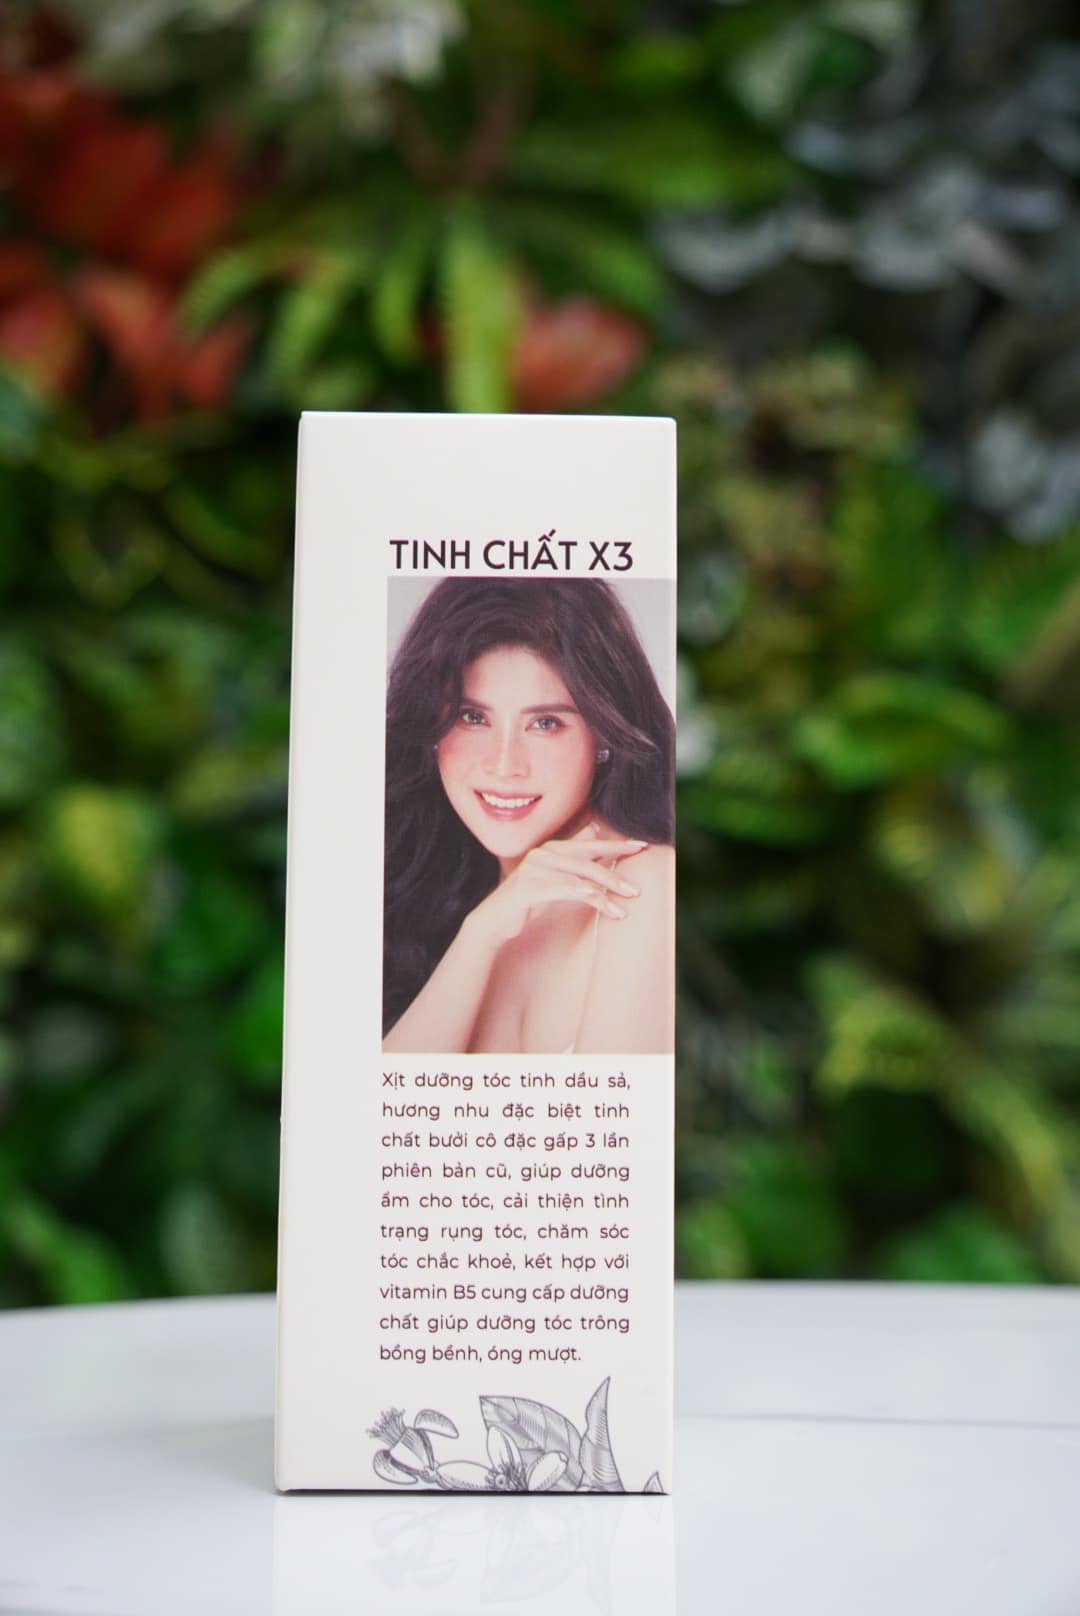 TINH CHẤT X3
Xịt dưỡng tóc tinh dầu sả,
hương nhu đặc biệt tinh
chất bưởi cô đặc gấp 3 lần
phiên bản cũ, giúp dưỡng
ẩm cho tóc, cải thiện tình
trạng rụng tóc, chăm sóc
tóc chắc khoẻ, kết hợp với
vitamin B5 cung cấp dưỡng
chất giúp dưỡng tóc trông
bồng bềnh, óng mượt.